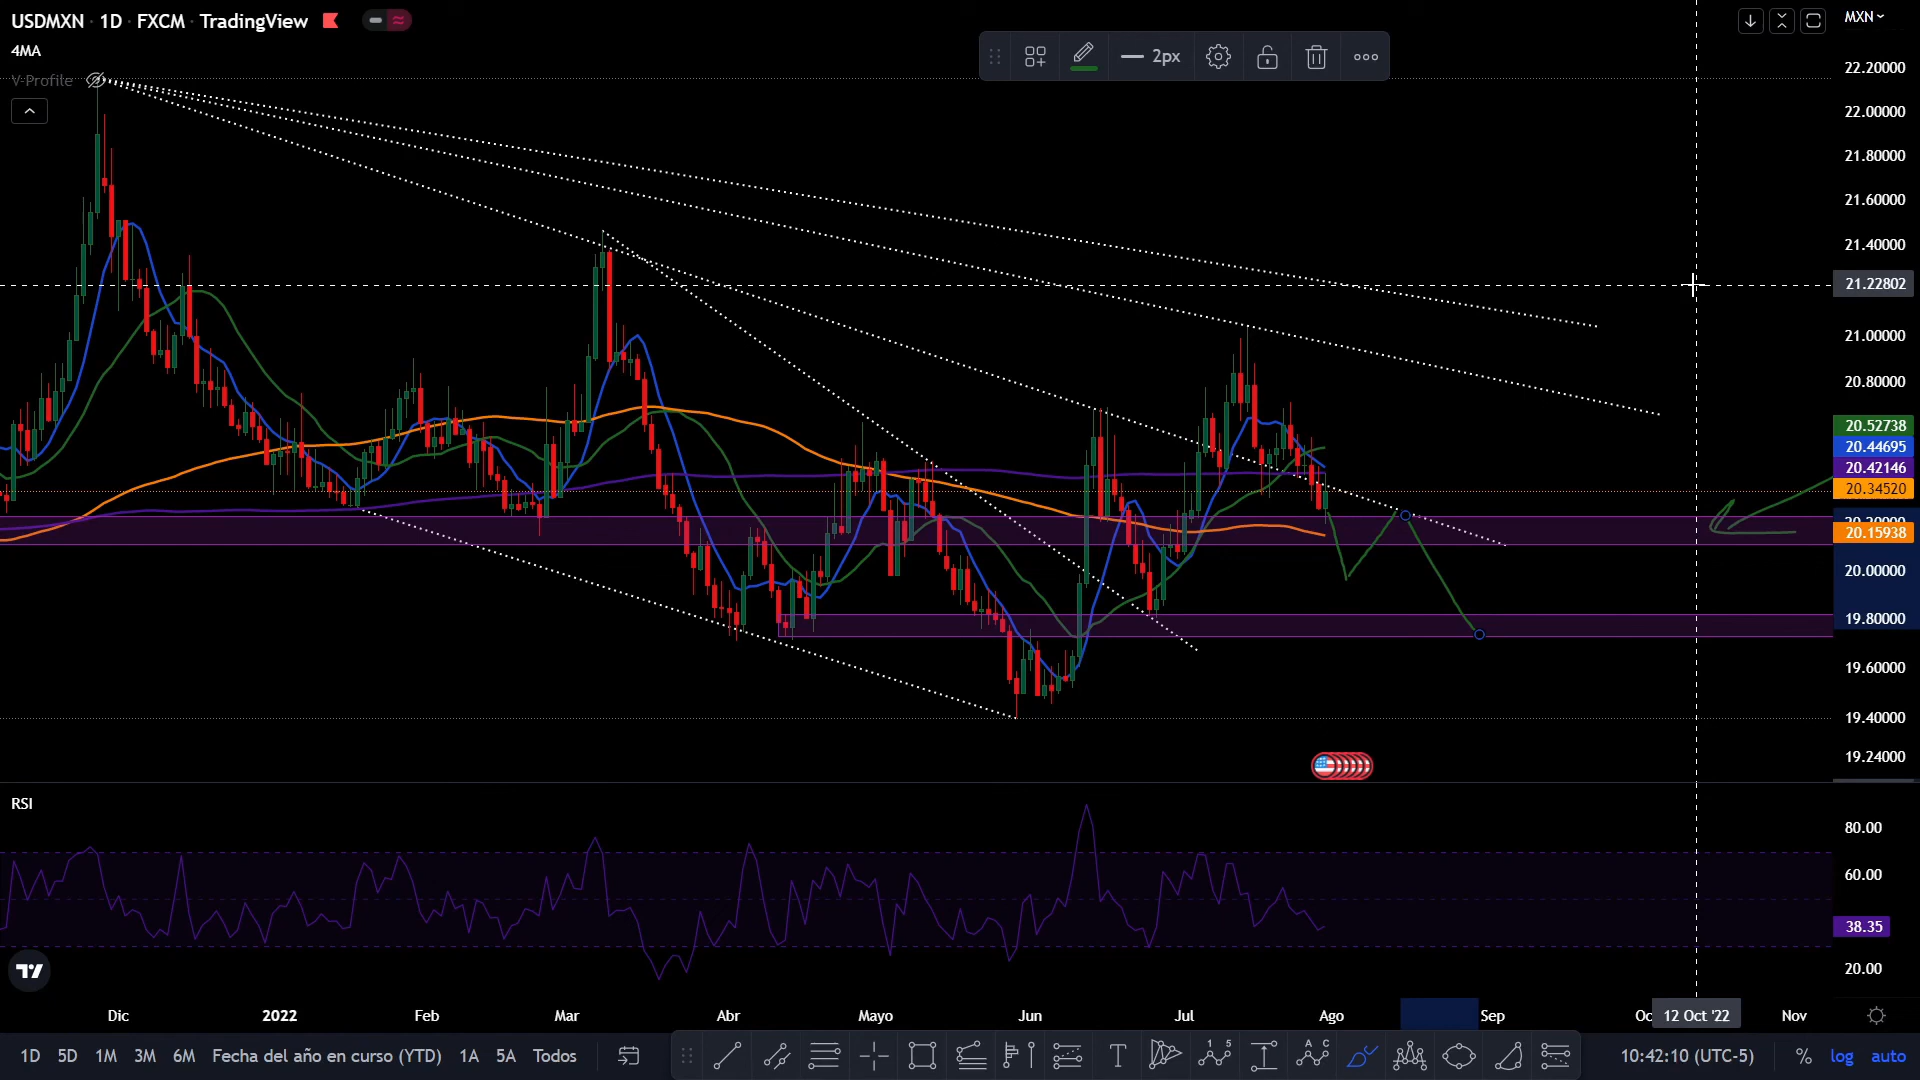 USDMXN · 1D · FXCM · TradingView
4MA
V-Profile
2px
MXN
22.20000
22.00000
21.80000
21.60000
21.40000
21.22802
21.00000
20.80000
20.52738
20.44695
20.42146
20.34520
20.15938
20.00000
19.80000
19.60000
19.40000
19.24000
RSI
80.00
60.00
38.35
20.00
Dic 2022 Feb Mar Abr Mayo Jun Jul Ago Sep 12 Oct '22 Nov
1D 5D 1M 3M 6M Fecha del año en curso (YTD) 1A 5A Todos
10:42:10 (UTC-5) % log auto